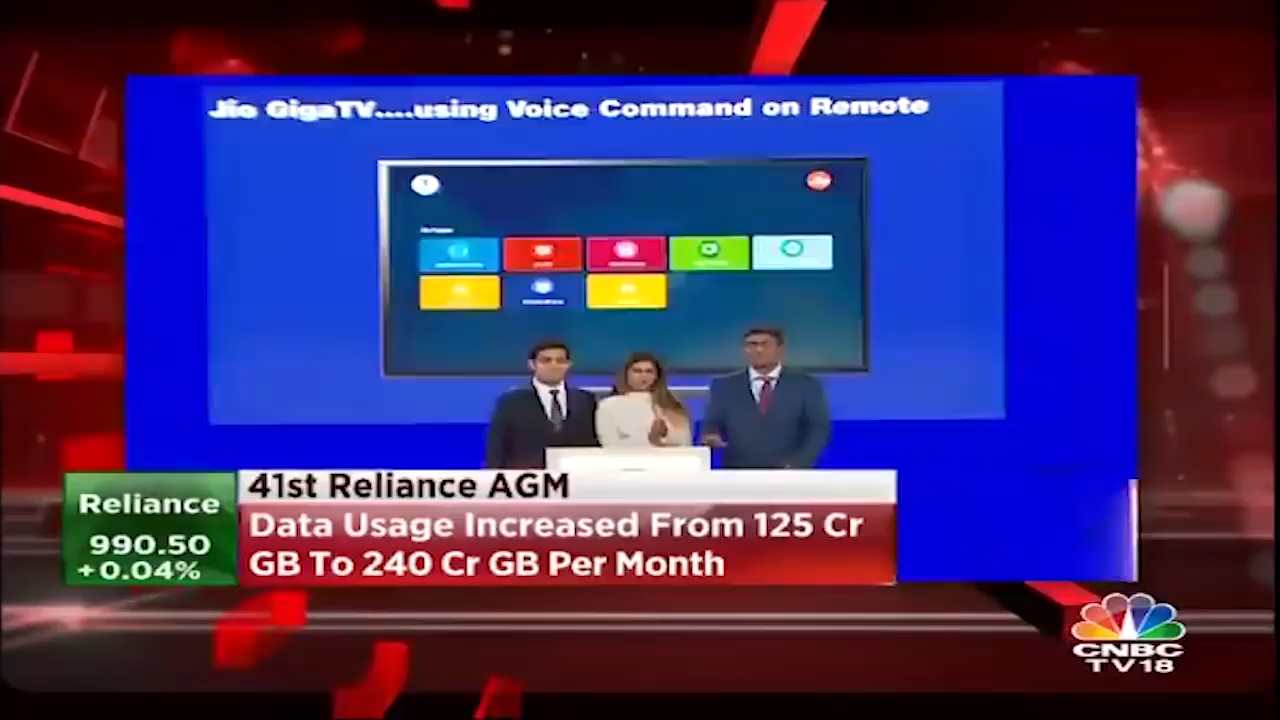 Jio GigaTV....using Voice Command on Remote
41st Reliance AGM
Reliance
990.50
+0.04%
Data Usage Increased From 125 Cr
GB To 240 Cr GB Per Month
CNBC
TV18